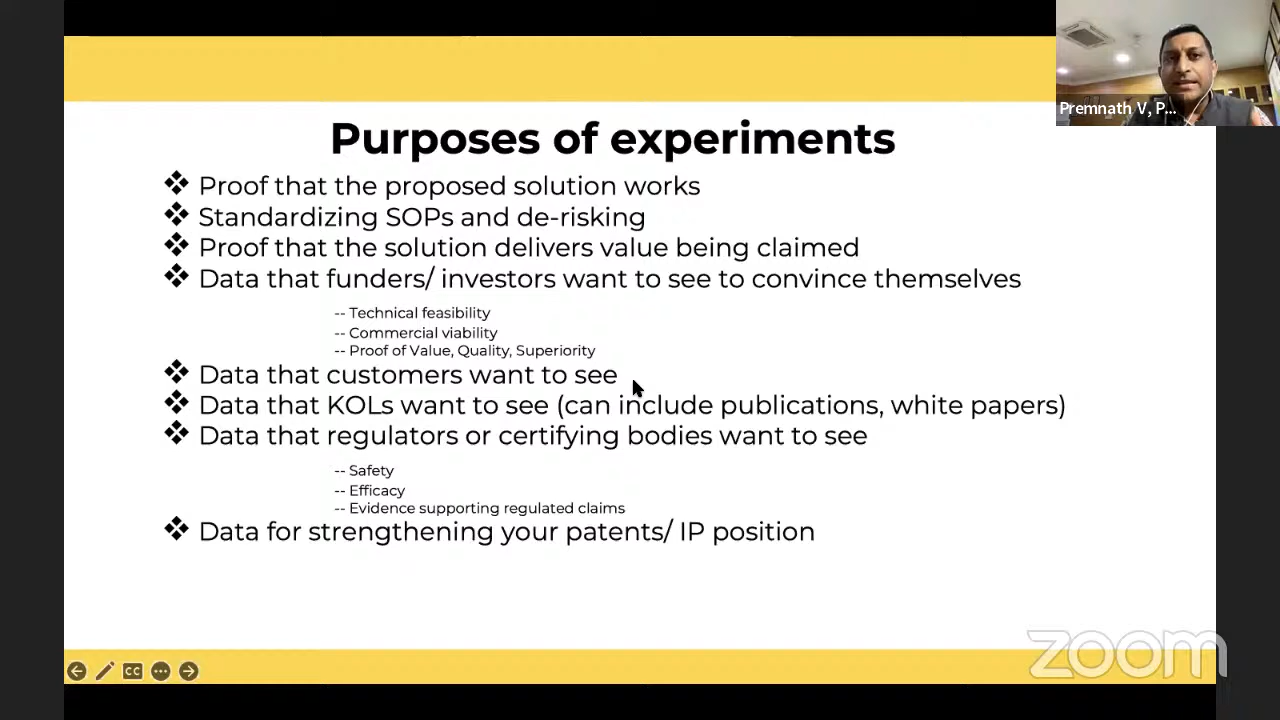 Premnath V, P...
Purposes of experiments
❖ Proof that the proposed solution works
❖ Standardizing SOPs and de-risking
❖ Proof that the solution delivers value being claimed
❖ Data that funders/ investors want to see to convince themselves
-- Technical feasibility
-- Commercial viability
-- Proof of Value, Quality, Superiority
❖ Data that customers want to see
❖ Data that KOLs want to see (can include publications, white papers)
❖ Data that regulators or certifying bodies want to see
-- Safety
-- Efficacy
-- Evidence supporting regulated claims
❖ Data for strengthening your patents/ IP position
zoom
CC